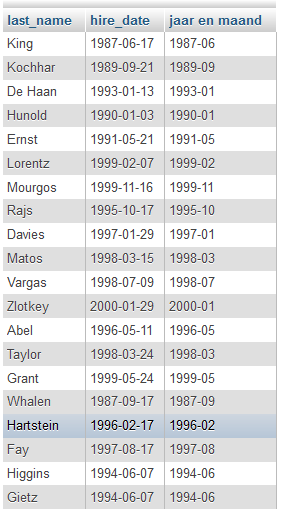 last_name hire_date jaar en maand
King 1987-06-17 1987-06
Kochhar 1989-09-21 1989-09
De Haan 1993-01-13 1993-01
Hunold 1990-01-03 1990-01
Ernst 1991-05-21 1991-05
Lorentz 1999-02-07 1999-02
Mourgos 1999-11-16 1999-11
Rajs 1995-10-17 1995-10
Davies 1997-01-29 1997-01
Matos 1998-03-15 1998-03
Vargas 1998-07-09 1998-07
Zlotkey 2000-01-29 2000-01
Abel 1996-05-11 1996-05
Taylor 1998-03-24 1998-03
Grant 1999-05-24 1999-05
Whalen 1987-09-17 1987-09
Hartstein 1996-02-17 1996-02
Fay 1997-08-17 1997-08
Higgins 1994-06-07 1994-06
Gietz 1994-06-07 1994-06